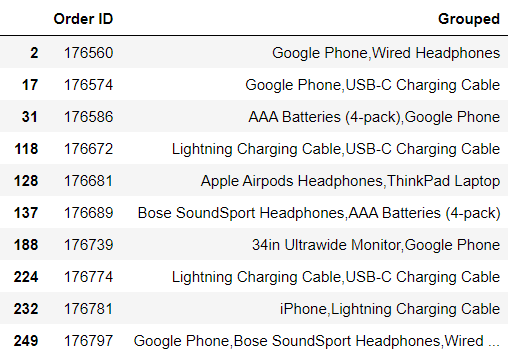 Order ID Grouped
2 176560 Google Phone,Wired Headphones
17 176574 Google Phone,USB-C Charging Cable
31 176586 AAA Batteries (4-pack),Google Phone
118 176672 Lightning Charging Cable,USB-C Charging Cable
128 176681 Apple Airpods Headphones,ThinkPad Laptop
137 176689 Bose SoundSport Headphones,AAA Batteries (4-pack)
188 176739 34in Ultrawide Monitor,Google Phone
224 176774 Lightning Charging Cable,USB-C Charging Cable
232 176781 iPhone,Lightning Charging Cable
249 176797 Google Phone,Bose SoundSport Headphones,Wired ...